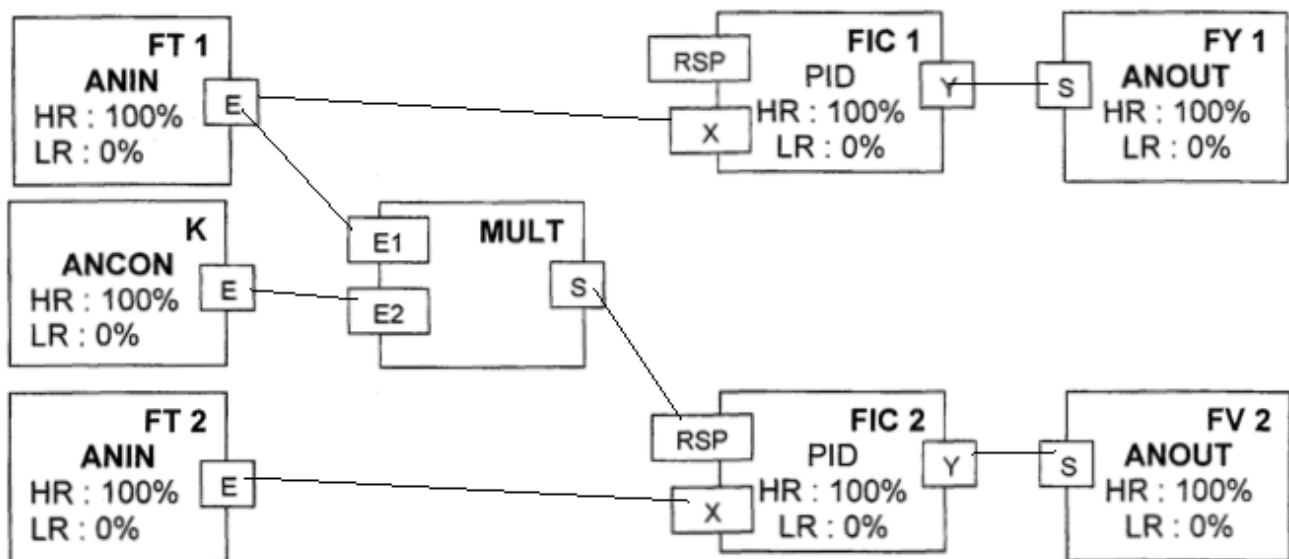 FT 1
ANIN
HR : 100%
LR : 0%
E
RSP
X
FIC 1
PID
HR : 100%
LR : 0%
Y
S
FY 1
ANOUT
HR : 100%
LR : 0%
K
ANCON
HR : 100%
LR : 0%
E
E1
E2
MULT
S
FT 2
ANIN
HR : 100%
LR : 0%
E
RSP
X
FIC 2
PID
HR : 100%
LR : 0%
Y
S
FV 2
ANOUT
HR : 100%
LR : 0%